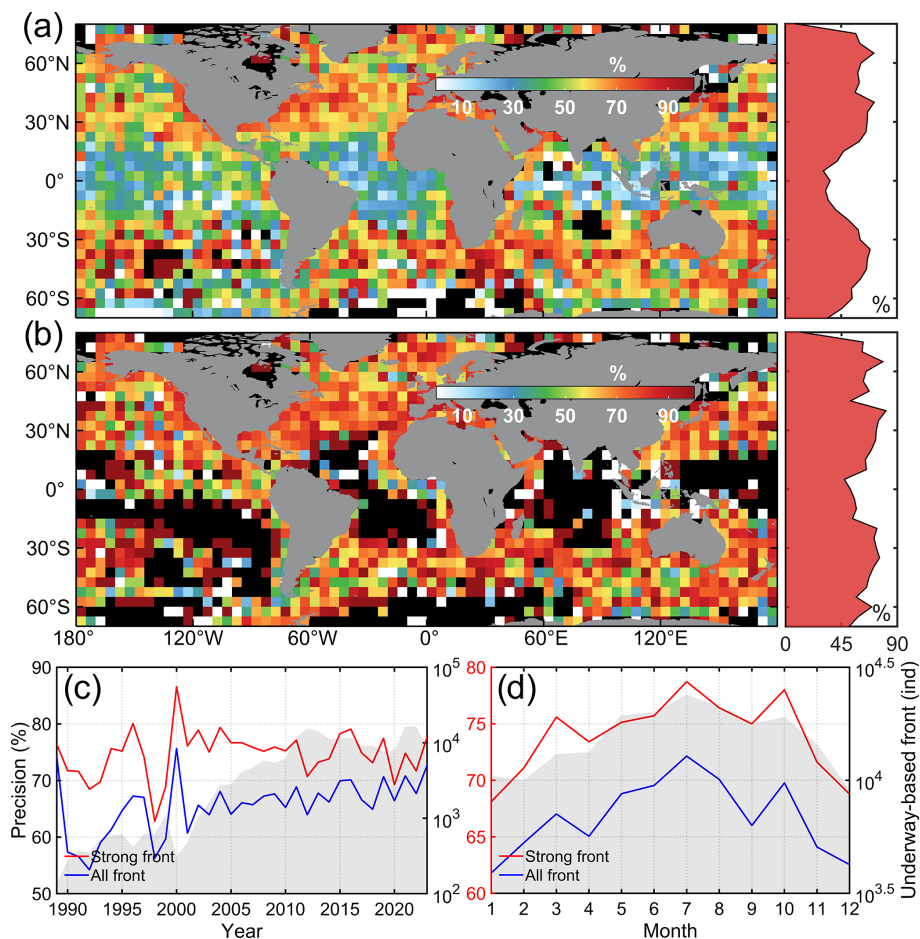 (a)
60°N
30°N
0°
30°S
60°S
%
10 30 50 70 90
%
(b)
60°N
30°N
0°
30°S
60°S
%
10 30 50 70 90
%
180° 120°W 60°W 0° 60°E 120°E 0 45 90
(c)
90
80
70
60
50
Precision (%)
10^5
10^4
10^3
10^2
Strong front
All front
1990 1995 2000 2005 2010 2015 2020
Year
(d)
80
75
70
65
60
10^4.5
10^4
10^3.5
Underway-based front (ind)
Strong front
All front
1 2 3 4 5 6 7 8 9 10 11 12
Month